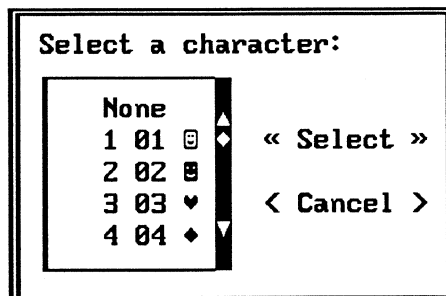 Select a character:
None
1 01 ☺
2 02 ☻
3 03 ♥
4 04 ♦
« Select »
< Cancel >